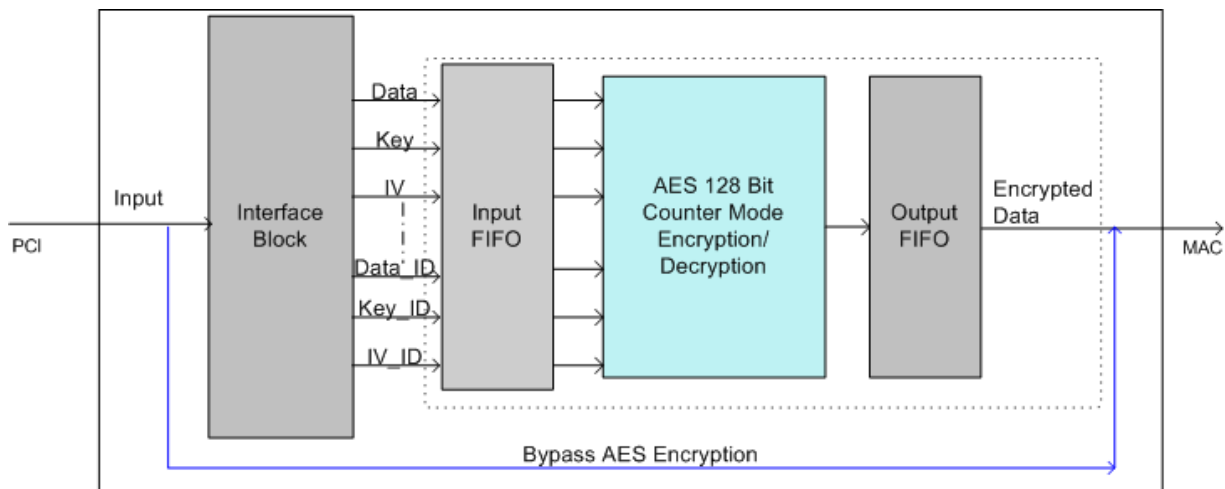 Input
PCI
Interface
Block
Data
Key
IV
Data_ID
Key_ID
IV_ID
Input
FIFO
AES 128 Bit
Counter Mode
Encryption/
Decryption
Output
FIFO
Encrypted
Data
MAC
Bypass AES Encryption